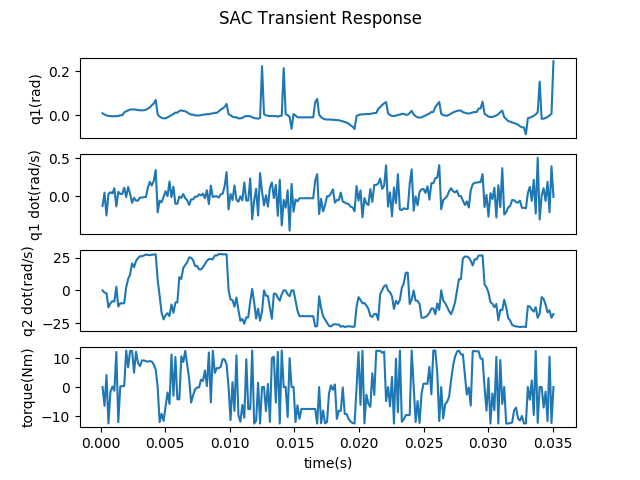 SAC Transient Response
q1(rad)
0.2
0.0
q1 dot(rad/s)
0.5
0.0
q2 dot(rad/s)
25
0
−25
torque(Nm)
10
0
−10
0.000 0.005 0.010 0.015 0.020 0.025 0.030 0.035
time(s)